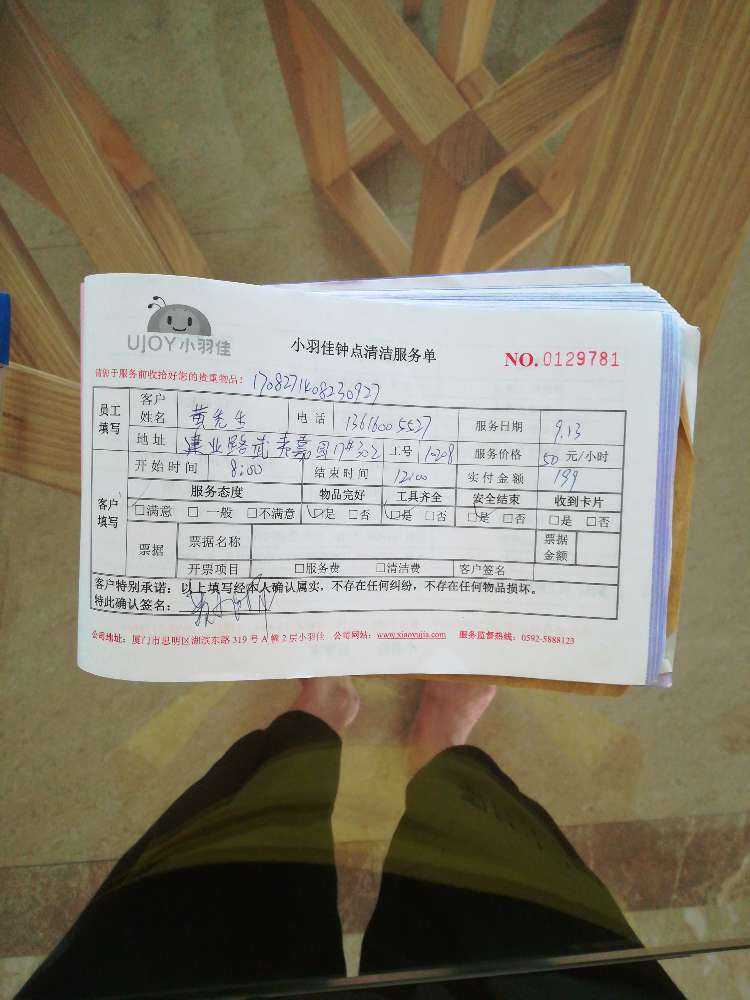 UJOY小羽佳
小羽佳钟点清洁服务单
NO. 0129781
请你于服务前收拾好您的贵重物品! 1708271408230927
员工填写 客户姓名 黄先生 电话 13616005527 服务日期 9.13
地址 建业路武夷嘉园17#302 工号 1208 服务价格 50 元/小时
开始时间 8:00 结束时间 12:00 实付金额 199
客户填写 服务态度 物品完好 工具齐全 安全结束 收到卡片
□满意 □一般 □不满意 □是 □否 □是 □否 □是 □否 □是 □否
票据 票据名称 票据金额
开票项目 □服务费 □清洁费 客户签名
客户特别承诺:以上填写经本人确认属实,不存在任何纠纷,不存在任何物品损坏。
特此确认签名:
公司地址:厦门市思明区湖滨东路 319 号 A 幢 2 层小羽佳 公司网站:www.xiaoyujia.com 服务监督热线:0592-5888123